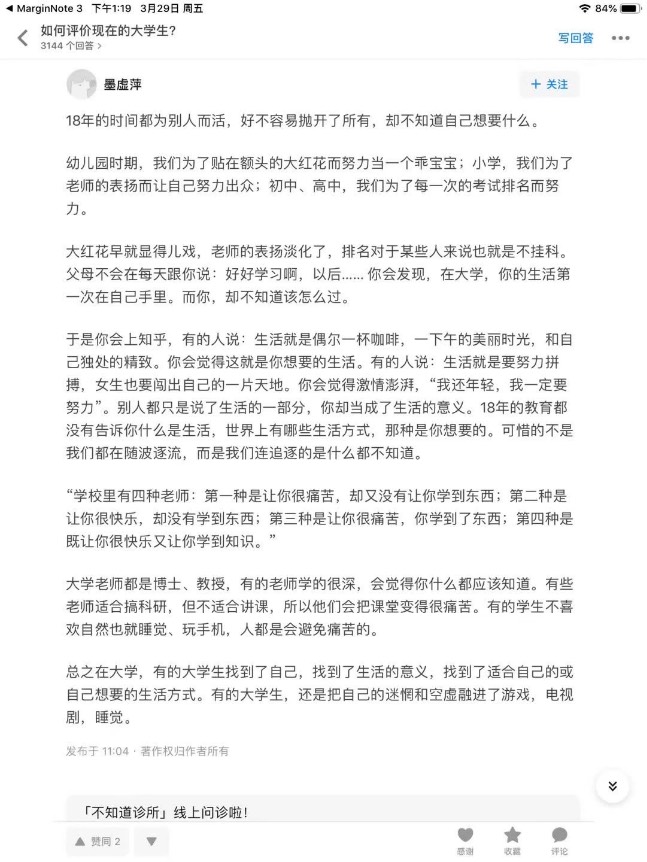 ◀ MarginNote 3 下午1:19 3月29日 周五
84%
如何评价现在的大学生?
3144 个回答 >
写回答
墨虚萍
+ 关注
18年的时间都为别人而活，好不容易抛开了所有，却不知道自己想要什么。
幼儿园时期，我们为了贴在额头的大红花而努力当一个乖宝宝；小学，我们为了
老师的表扬而让自己努力出众；初中、高中，我们为了每一次的考试排名而努
力。
大红花早就显得儿戏，老师的表扬淡化了，排名对于某些人来说也就是不挂科。
父母不会在每天跟你说：好好学习啊，以后...... 你会发现，在大学，你的生活第
一次在自己手里。而你，却不知道该怎么过。
于是你会上知乎，有的人说：生活就是偶尔一杯咖啡，一下午的美丽时光，和自
己独处的精致。你会觉得这就是你想要的生活。有的人说：生活就是要努力拼
搏，女生也要闯出自己的一片天地。你会觉得激情澎湃，“我还年轻，我一定要
努力”。别人都只是说了生活的一部分，你却当成了生活的意义。18年的教育都
没有告诉你什么是生活，世界上有哪些生活方式，那种是你想要的。可惜的不是
我们都在随波逐流，而是我们连追逐的是什么都不知道。
“学校里有四种老师：第一种是让你很痛苦，却又没有让你学到东西；第二种是
让你很快乐，却没有学到东西；第三种是让你很痛苦，你学到了东西；第四种是
既让你很快乐又让你学到知识。”
大学老师都是博士、教授，有的老师学的很深，会觉得你什么都应该知道。有些
老师适合搞科研，但不适合讲课，所以他们会把课堂变得很痛苦。有的学生不喜
欢自然也就睡觉、玩手机，人都是会避免痛苦的。
总之在大学，有的大学生找到了自己，找到了生活的意义，找到了适合自己的或
自己想要的生活方式。有的大学生，还是把自己的迷惘和空虚融进了游戏，电视
剧，睡觉。
发布于 11:04 · 著作权归作者所有
「不知道诊所」线上问诊啦!
▲ 赞同 2
▼
感谢
收藏
评论